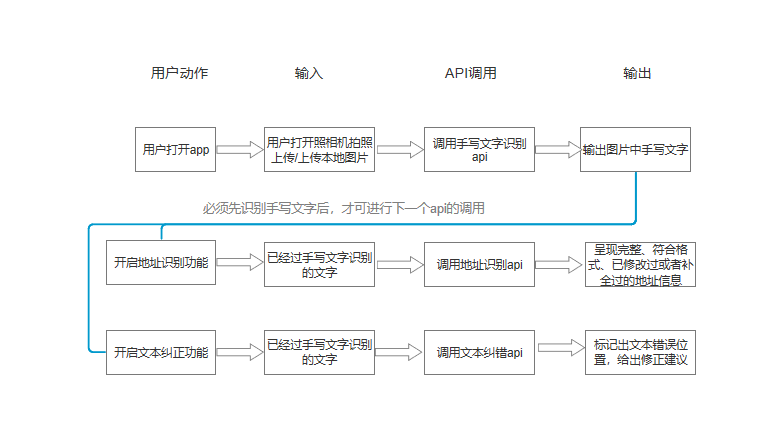 用户动作
输入
API调用
输出
用户打开app
用户打开照相机拍照
上传/上传本地图片
调用手写文字识别
api
输出图片中手写文字
必须先识别手写文字后，才可进行下一个api的调用
开启地址识别功能
已经过手写文字识别
的文字
调用地址识别api
呈现完整、符合格
式、已修改过或者补
全过的地址信息
开启文本纠正功能
已经过手写文字识别
的文字
调用文本纠错api
标记出文本错误位
置，给出修正建议